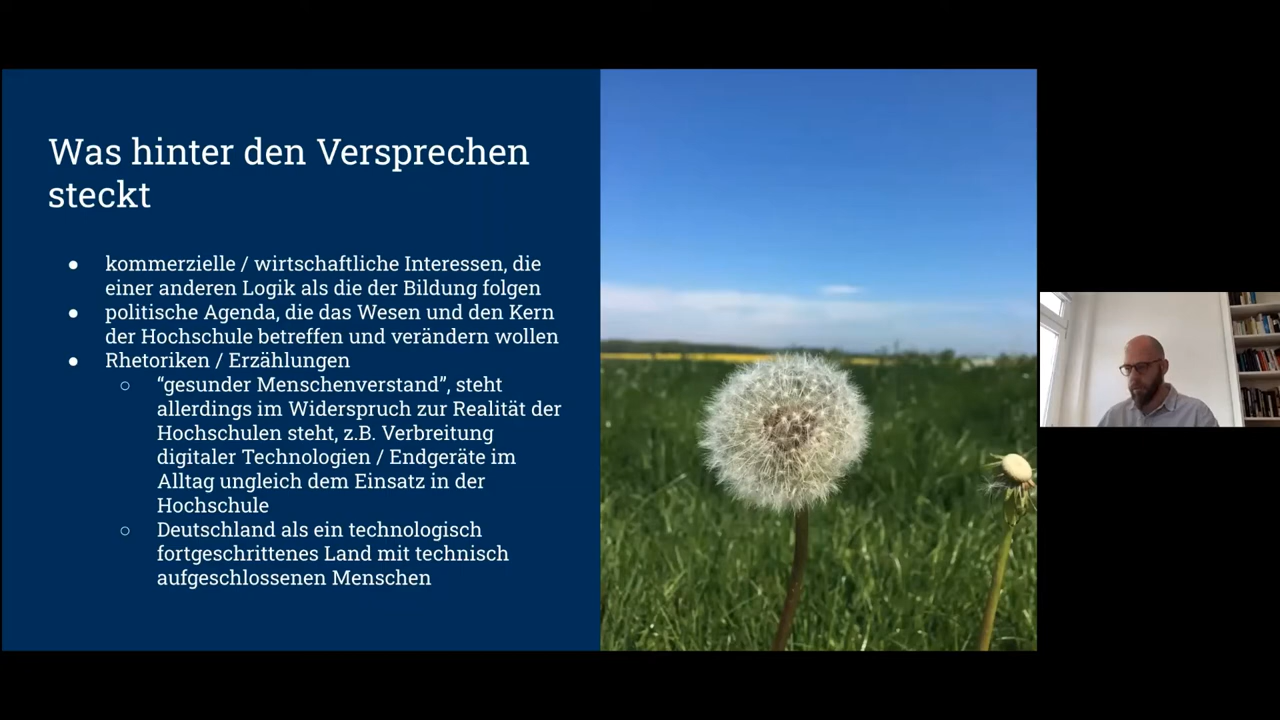 Was hinter den Versprechen
steckt
● kommerzielle / wirtschaftliche Interessen, die
einer anderen Logik als die der Bildung folgen
● politische Agenda, die das Wesen und den Kern
der Hochschule betreffen und verändern wollen
● Rhetoriken / Erzählungen
○ “gesunder Menschenverstand”, steht
allerdings im Widerspruch zur Realität der
Hochschulen steht, z.B. Verbreitung
digitaler Technologien / Endgeräte im
Alltag ungleich dem Einsatz in der
Hochschule
○ Deutschland als ein technologisch
fortgeschrittenes Land mit technisch
aufgeschlossenen Menschen